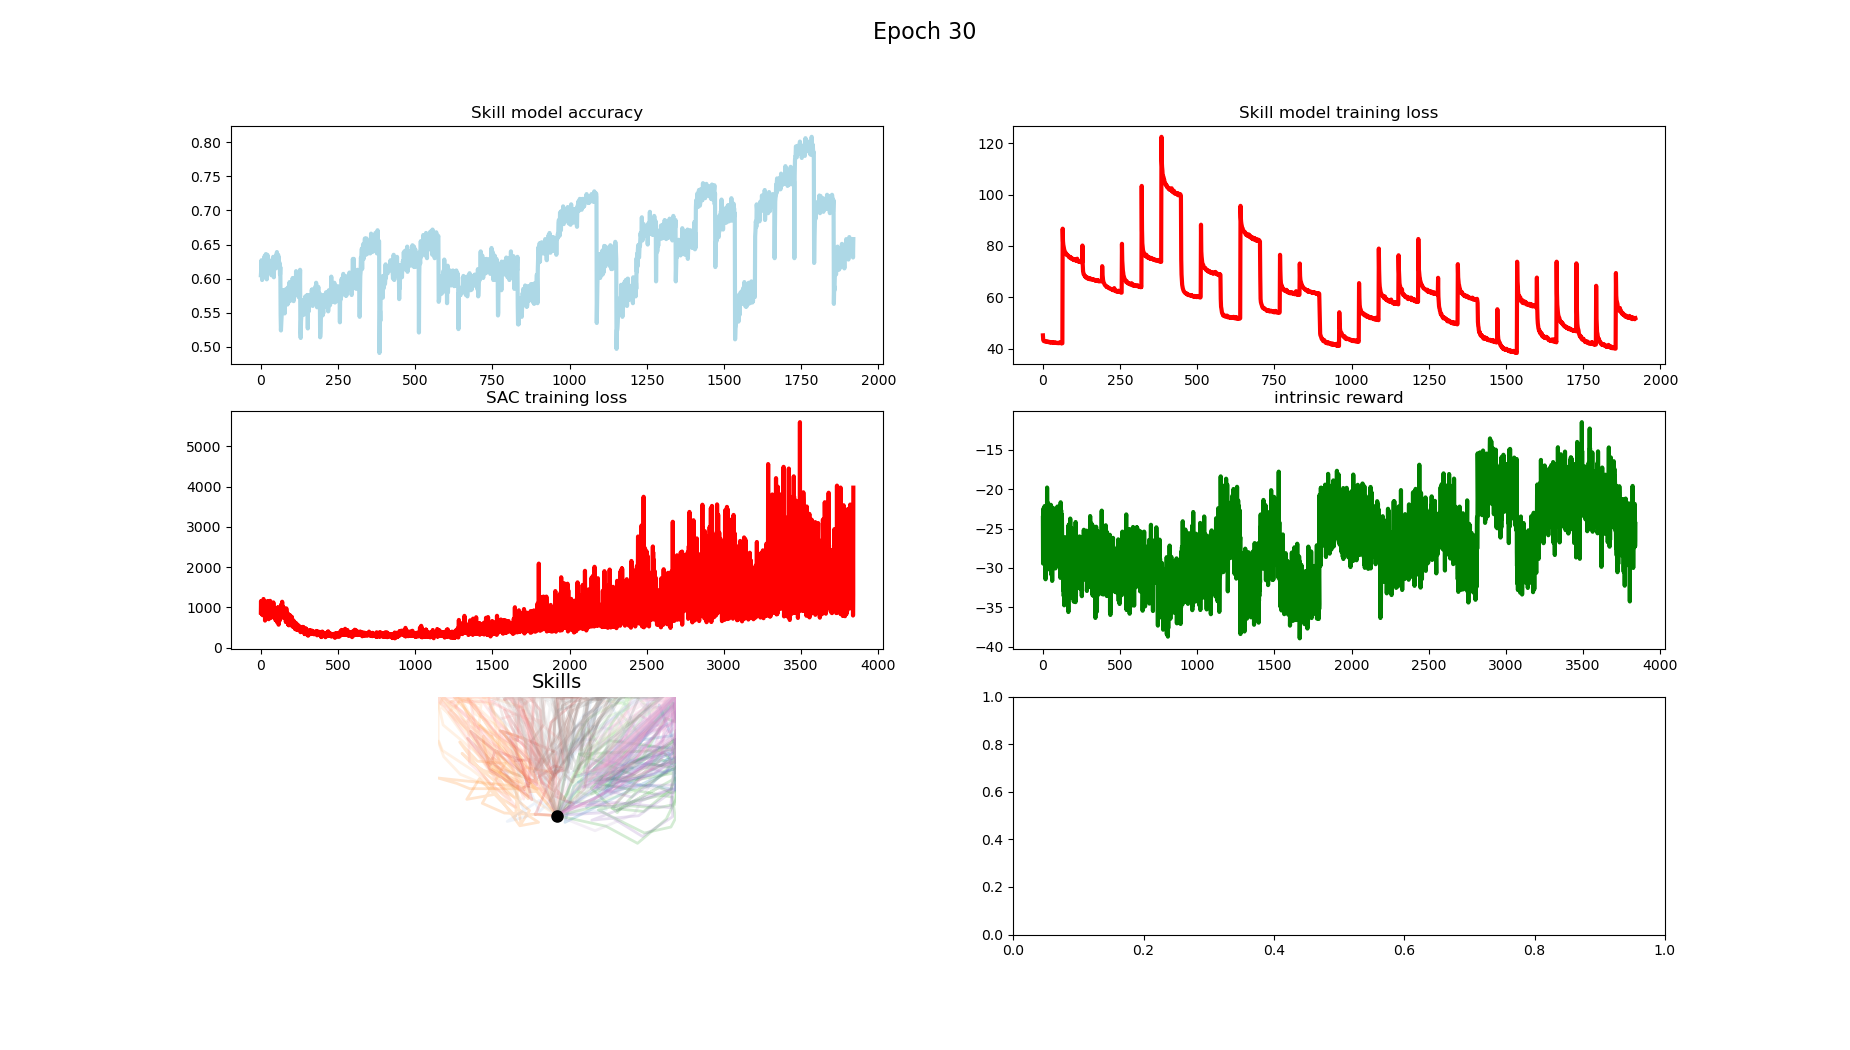 Epoch 30
Skill model accuracy
0.80
0.75
0.70
0.65
0.60
0.55
0.50
0 250 500 750 1000 1250 1500 1750 2000
Skill model training loss
120
100
80
60
40
0 250 500 750 1000 1250 1500 1750 2000
SAC training loss
5000
4000
3000
2000
1000
0
0 500 1000 1500 2000 2500 3000 3500 4000
intrinsic reward
−15
−20
−25
−30
−35
−40
0 500 1000 1500 2000 2500 3000 3500 4000
Skills
1.0
0.8
0.6
0.4
0.2
0.0
0.0 0.2 0.4 0.6 0.8 1.0